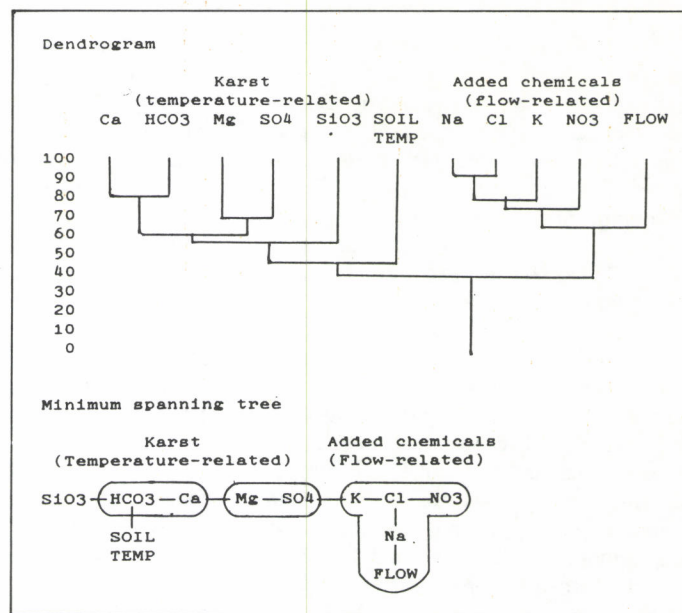 Dendrogram
Karst Added chemicals
(temperature-related) (flow-related)
Ca HCO3 Mg SO4 SiO3 SOIL TEMP Na Cl K NO3 FLOW
100
90
80
70
60
50
40
30
20
10
0
Minimum spanning tree
Karst Added chemicals
(Temperature-related) (Flow-related)
SiO3 HCO3 Ca Mg SO4 K Cl NO3
SOIL Na
TEMP
FLOW